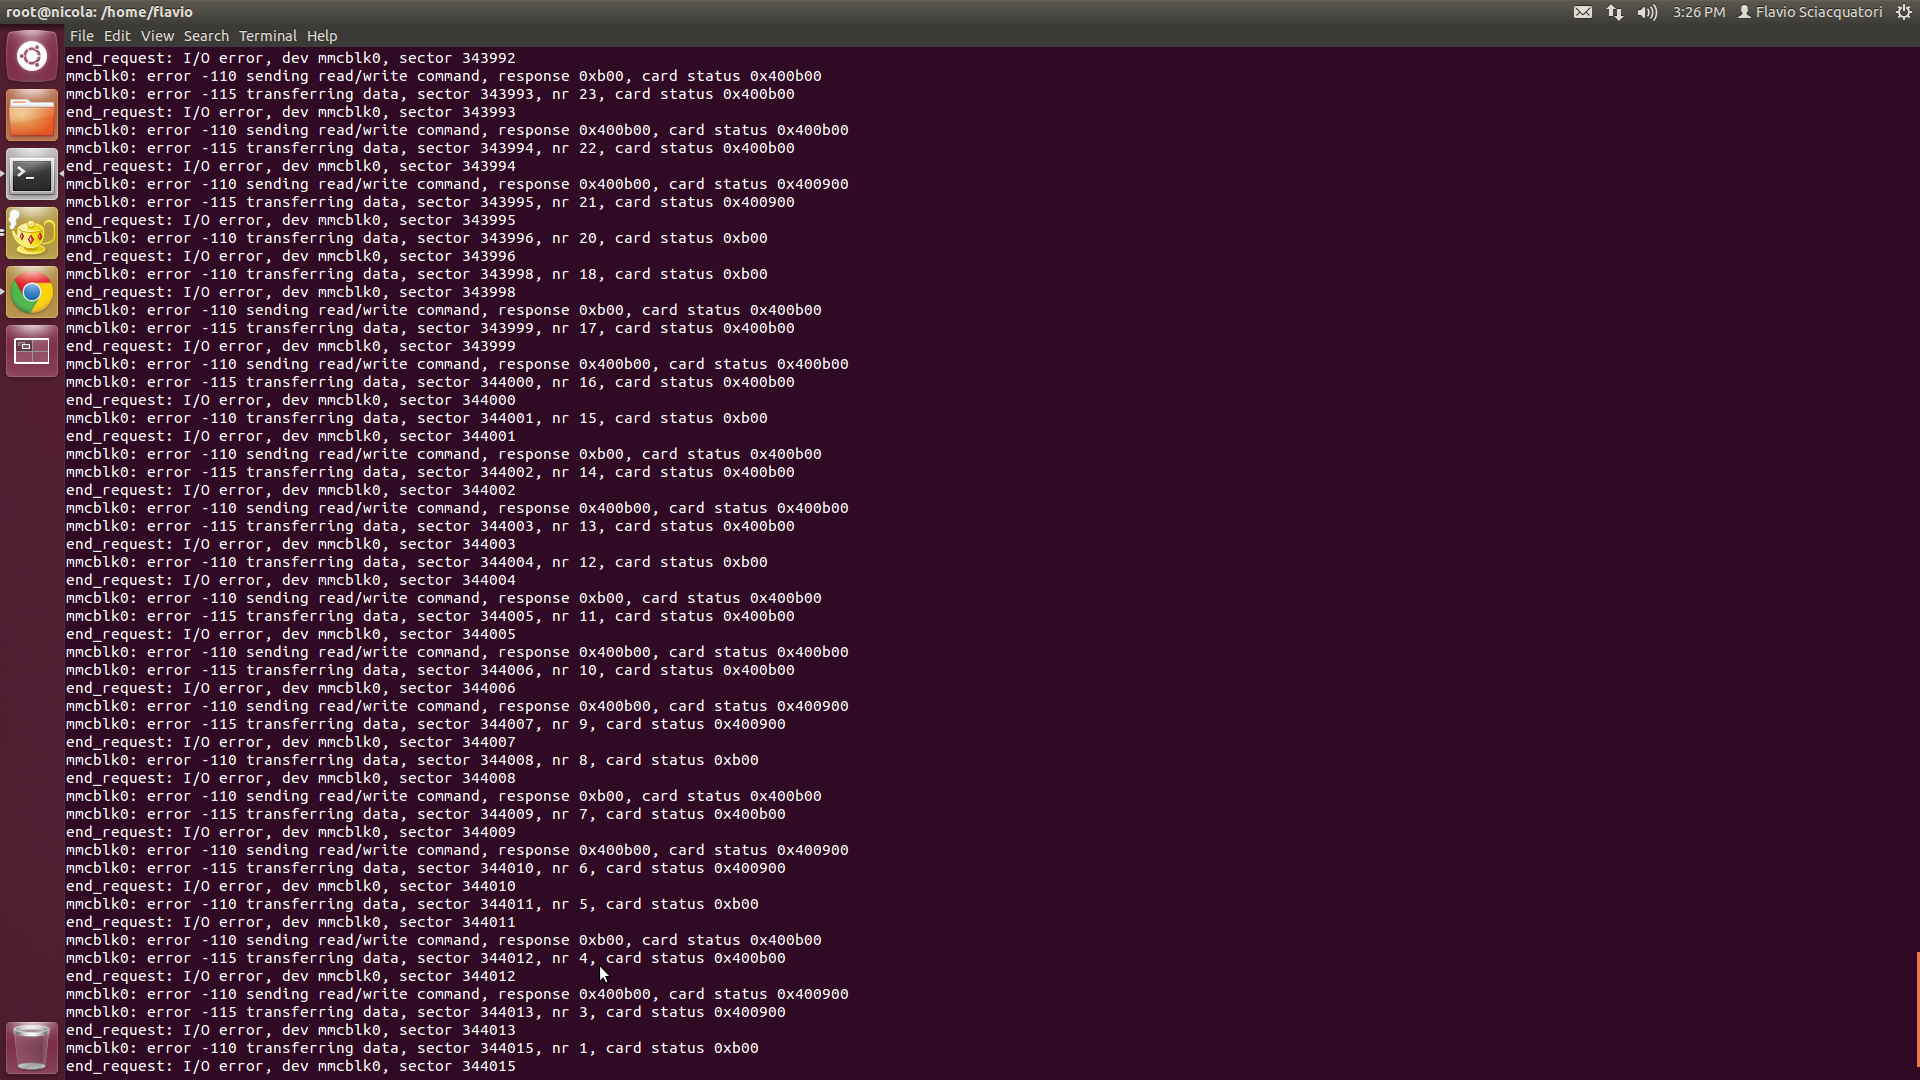 root@nicola: /home/flavio
3:26 PM Flavio Sciacquatori
File Edit View Search Terminal Help
end_request: I/O error, dev mmcblk0, sector 343992
mmcblk0: error -110 sending read/write command, response 0xb00, card status 0x400b00
mmcblk0: error -115 transferring data, sector 343993, nr 23, card status 0x400b00
end_request: I/O error, dev mmcblk0, sector 343993
mmcblk0: error -110 sending read/write command, response 0x400b00, card status 0x400b00
mmcblk0: error -115 transferring data, sector 343994, nr 22, card status 0x400b00
end_request: I/O error, dev mmcblk0, sector 343994
mmcblk0: error -110 sending read/write command, response 0x400b00, card status 0x400900
mmcblk0: error -115 transferring data, sector 343995, nr 21, card status 0x400900
end_request: I/O error, dev mmcblk0, sector 343995
mmcblk0: error -110 transferring data, sector 343996, nr 20, card status 0xb00
end_request: I/O error, dev mmcblk0, sector 343996
mmcblk0: error -110 transferring data, sector 343998, nr 18, card status 0xb00
end_request: I/O error, dev mmcblk0, sector 343998
mmcblk0: error -110 sending read/write command, response 0xb00, card status 0x400b00
mmcblk0: error -115 transferring data, sector 343999, nr 17, card status 0x400b00
end_request: I/O error, dev mmcblk0, sector 343999
mmcblk0: error -110 sending read/write command, response 0x400b00, card status 0x400b00
mmcblk0: error -115 transferring data, sector 344000, nr 16, card status 0x400b00
end_request: I/O error, dev mmcblk0, sector 344000
mmcblk0: error -110 transferring data, sector 344001, nr 15, card status 0xb00
end_request: I/O error, dev mmcblk0, sector 344001
mmcblk0: error -110 sending read/write command, response 0xb00, card status 0x400b00
mmcblk0: error -115 transferring data, sector 344002, nr 14, card status 0x400b00
end_request: I/O error, dev mmcblk0, sector 344002
mmcblk0: error -110 sending read/write command, response 0x400b00, card status 0x400b00
mmcblk0: error -115 transferring data, sector 344003, nr 13, card status 0x400b00
end_request: I/O error, dev mmcblk0, sector 344003
mmcblk0: error -110 transferring data, sector 344004, nr 12, card status 0xb00
end_request: I/O error, dev mmcblk0, sector 344004
mmcblk0: error -110 sending read/write command, response 0xb00, card status 0x400b00
mmcblk0: error -115 transferring data, sector 344005, nr 11, card status 0x400b00
end_request: I/O error, dev mmcblk0, sector 344005
mmcblk0: error -110 sending read/write command, response 0x400b00, card status 0x400b00
mmcblk0: error -115 transferring data, sector 344006, nr 10, card status 0x400b00
end_request: I/O error, dev mmcblk0, sector 344006
mmcblk0: error -110 sending read/write command, response 0x400b00, card status 0x400900
mmcblk0: error -115 transferring data, sector 344007, nr 9, card status 0x400900
end_request: I/O error, dev mmcblk0, sector 344007
mmcblk0: error -110 transferring data, sector 344008, nr 8, card status 0xb00
end_request: I/O error, dev mmcblk0, sector 344008
mmcblk0: error -110 sending read/write command, response 0xb00, card status 0x400b00
mmcblk0: error -115 transferring data, sector 344009, nr 7, card status 0x400b00
end_request: I/O error, dev mmcblk0, sector 344009
mmcblk0: error -110 sending read/write command, response 0x400b00, card status 0x400900
mmcblk0: error -115 transferring data, sector 344010, nr 6, card status 0x400900
end_request: I/O error, dev mmcblk0, sector 344010
mmcblk0: error -110 transferring data, sector 344011, nr 5, card status 0xb00
end_request: I/O error, dev mmcblk0, sector 344011
mmcblk0: error -110 sending read/write command, response 0xb00, card status 0x400b00
mmcblk0: error -115 transferring data, sector 344012, nr 4, card status 0x400b00
end_request: I/O error, dev mmcblk0, sector 344012
mmcblk0: error -110 sending read/write command, response 0x400b00, card status 0x400900
mmcblk0: error -115 transferring data, sector 344013, nr 3, card status 0x400900
end_request: I/O error, dev mmcblk0, sector 344013
mmcblk0: error -110 transferring data, sector 344015, nr 1, card status 0xb00
end_request: I/O error, dev mmcblk0, sector 344015